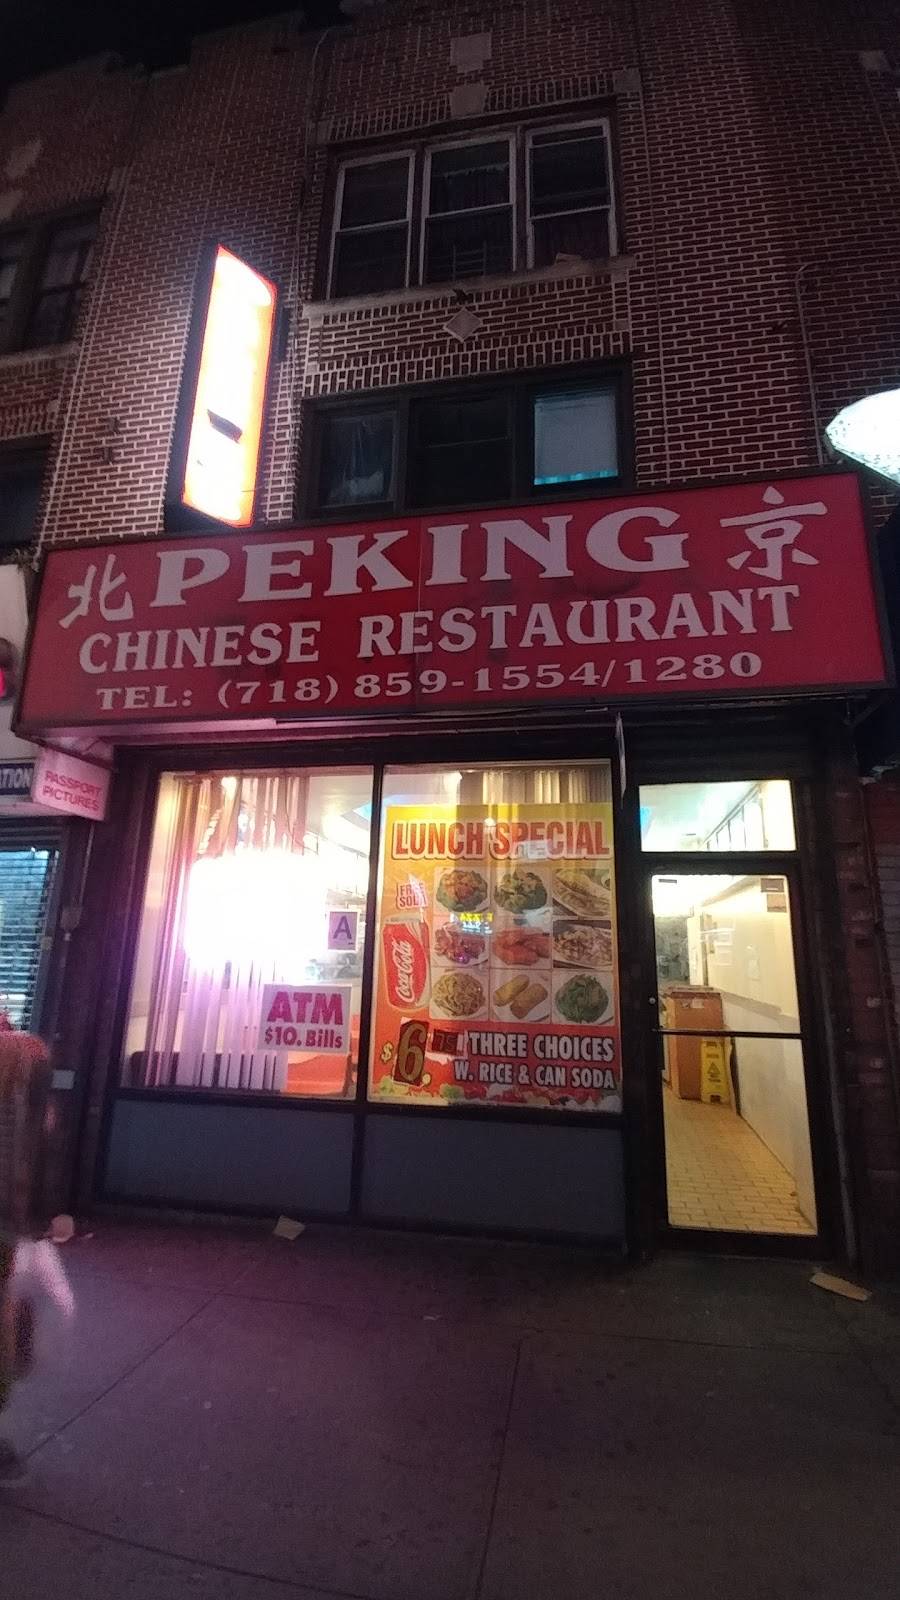 北 PEKING 京
CHINESE RESTAURANT
TEL: (718) 859-1554/1280
PASSPORT
PICTURES
LUNCH SPECIAL
FREE
SODA
Coca-Cola
A
ATM
$10. Bills
$6.75 THREE CHOICES
W. RICE & CAN SODA